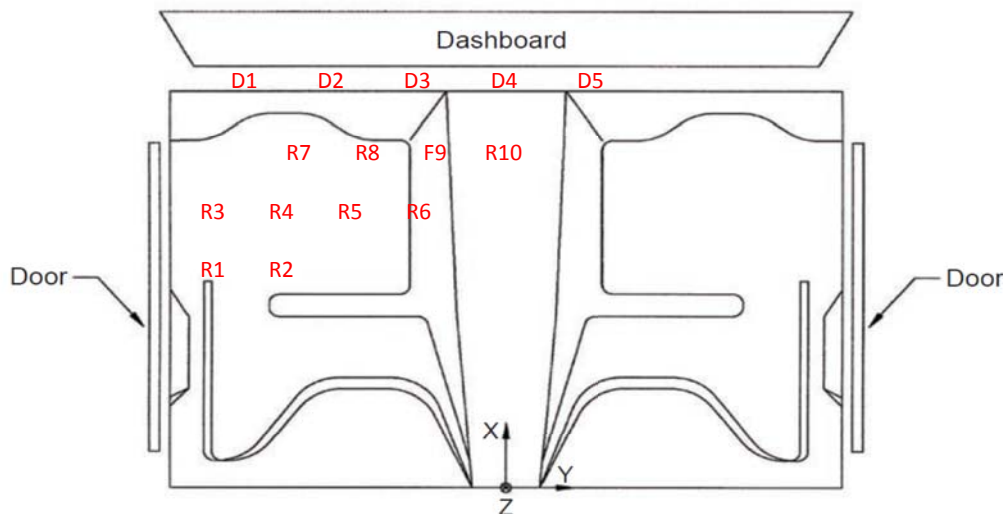 Dashboard
D1 D2 D3 D4 D5
R7 R8 F9 R10
R3 R4 R5 R6
R1 R2
Door
Door
X
Y
Z